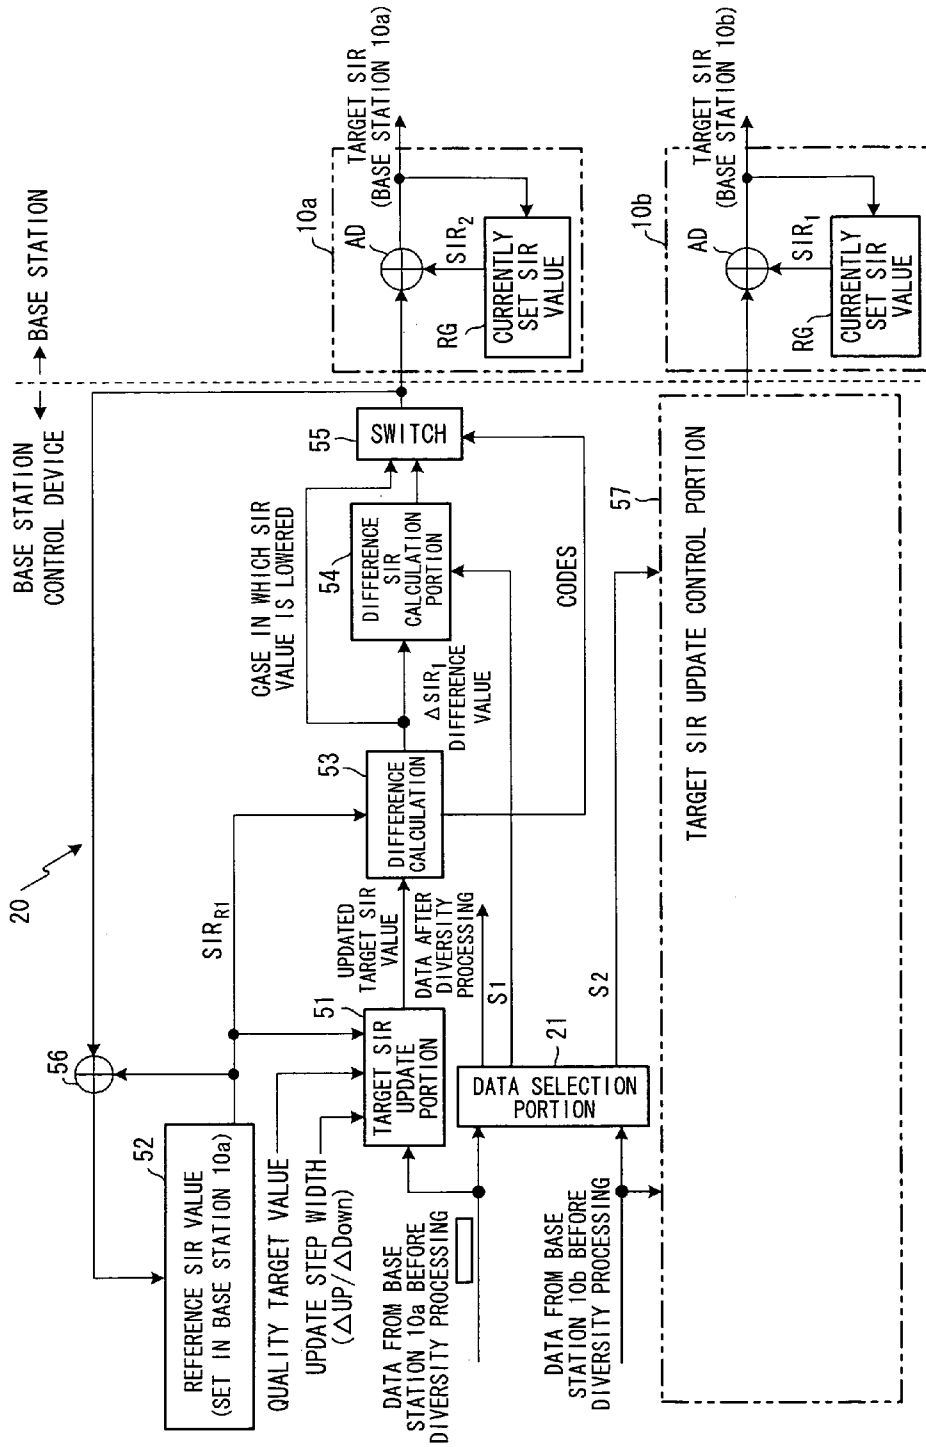 BASE STATION
CONTROL DEVICE
BASE STATION
20
56
52
REFERENCE SIR VALUE
(SET IN BASE STATION 10a)
SIRR1
QUALITY TARGET VALUE
UPDATE STEP WIDTH
(△UP/△Down)
51
TARGET SIR
UPDATE
PORTION
UPDATED
TARGET SIR
VALUE
53
DIFFERENCE
CALCULATION
CASE IN WHICH SIR
VALUE IS LOWERED
△SIR1
DIFFERENCE
VALUE
54
DIFFERENCE
SIR
CALCULATION
PORTION
55
SWITCH
CODES
DATA FROM BASE
STATION 10a BEFORE
DIVERSITY PROCESSING
DATA AFTER
DIVERSITY
PROCESSING
21
DATA SELECTION
PORTION
S1
S2
DATA FROM BASE
STATION 10b BEFORE
DIVERSITY PROCESSING
57
TARGET SIR UPDATE CONTROL PORTION
10a
AD
TARGET SIR
(BASE STATION 10a)
SIR2
RG
CURRENTLY
SET SIR
VALUE
10b
AD
TARGET SIR
(BASE STATION 10b)
SIR1
RG
CURRENTLY
SET SIR
VALUE